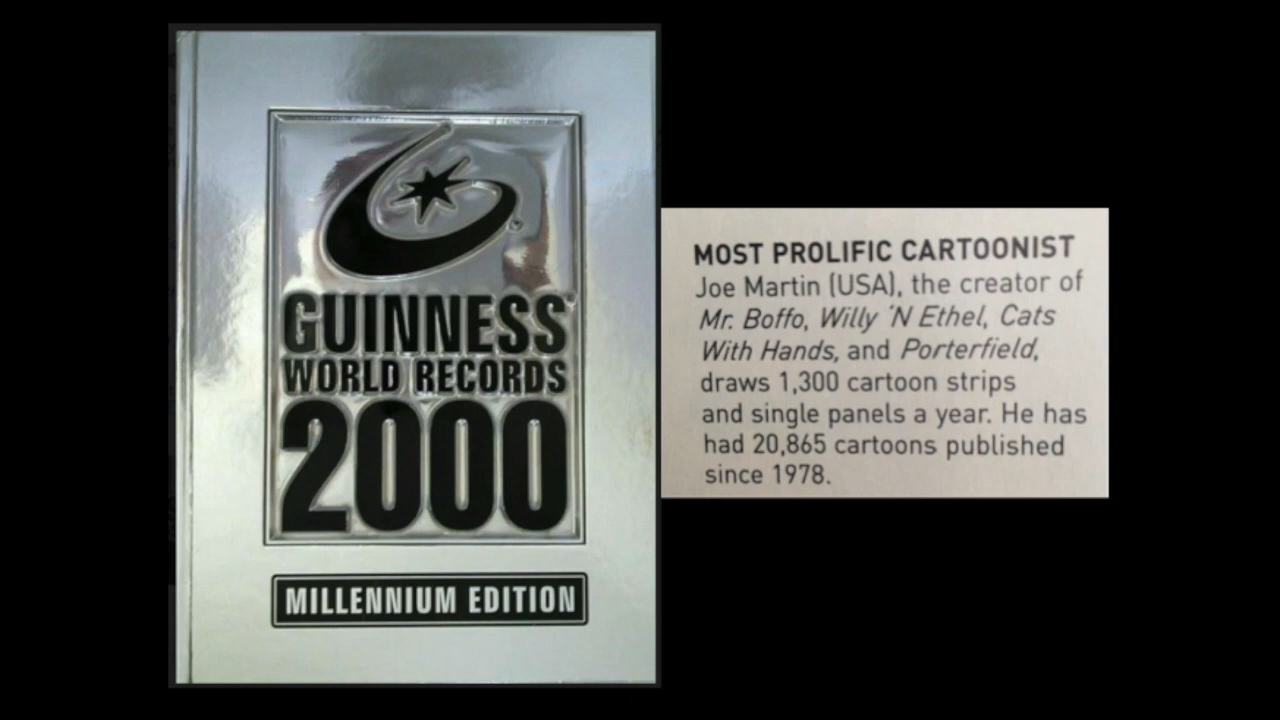 GUINNESS
WORLD RECORDS
2000
MILLENNIUM EDITION
MOST PROLIFIC CARTOONIST
Joe Martin (USA), the creator of
Mr. Boffo, Willy 'N Ethel, Cats
With Hands, and Porterfield,
draws 1,300 cartoon strips
and single panels a year. He has
had 20,865 cartoons published
since 1978.